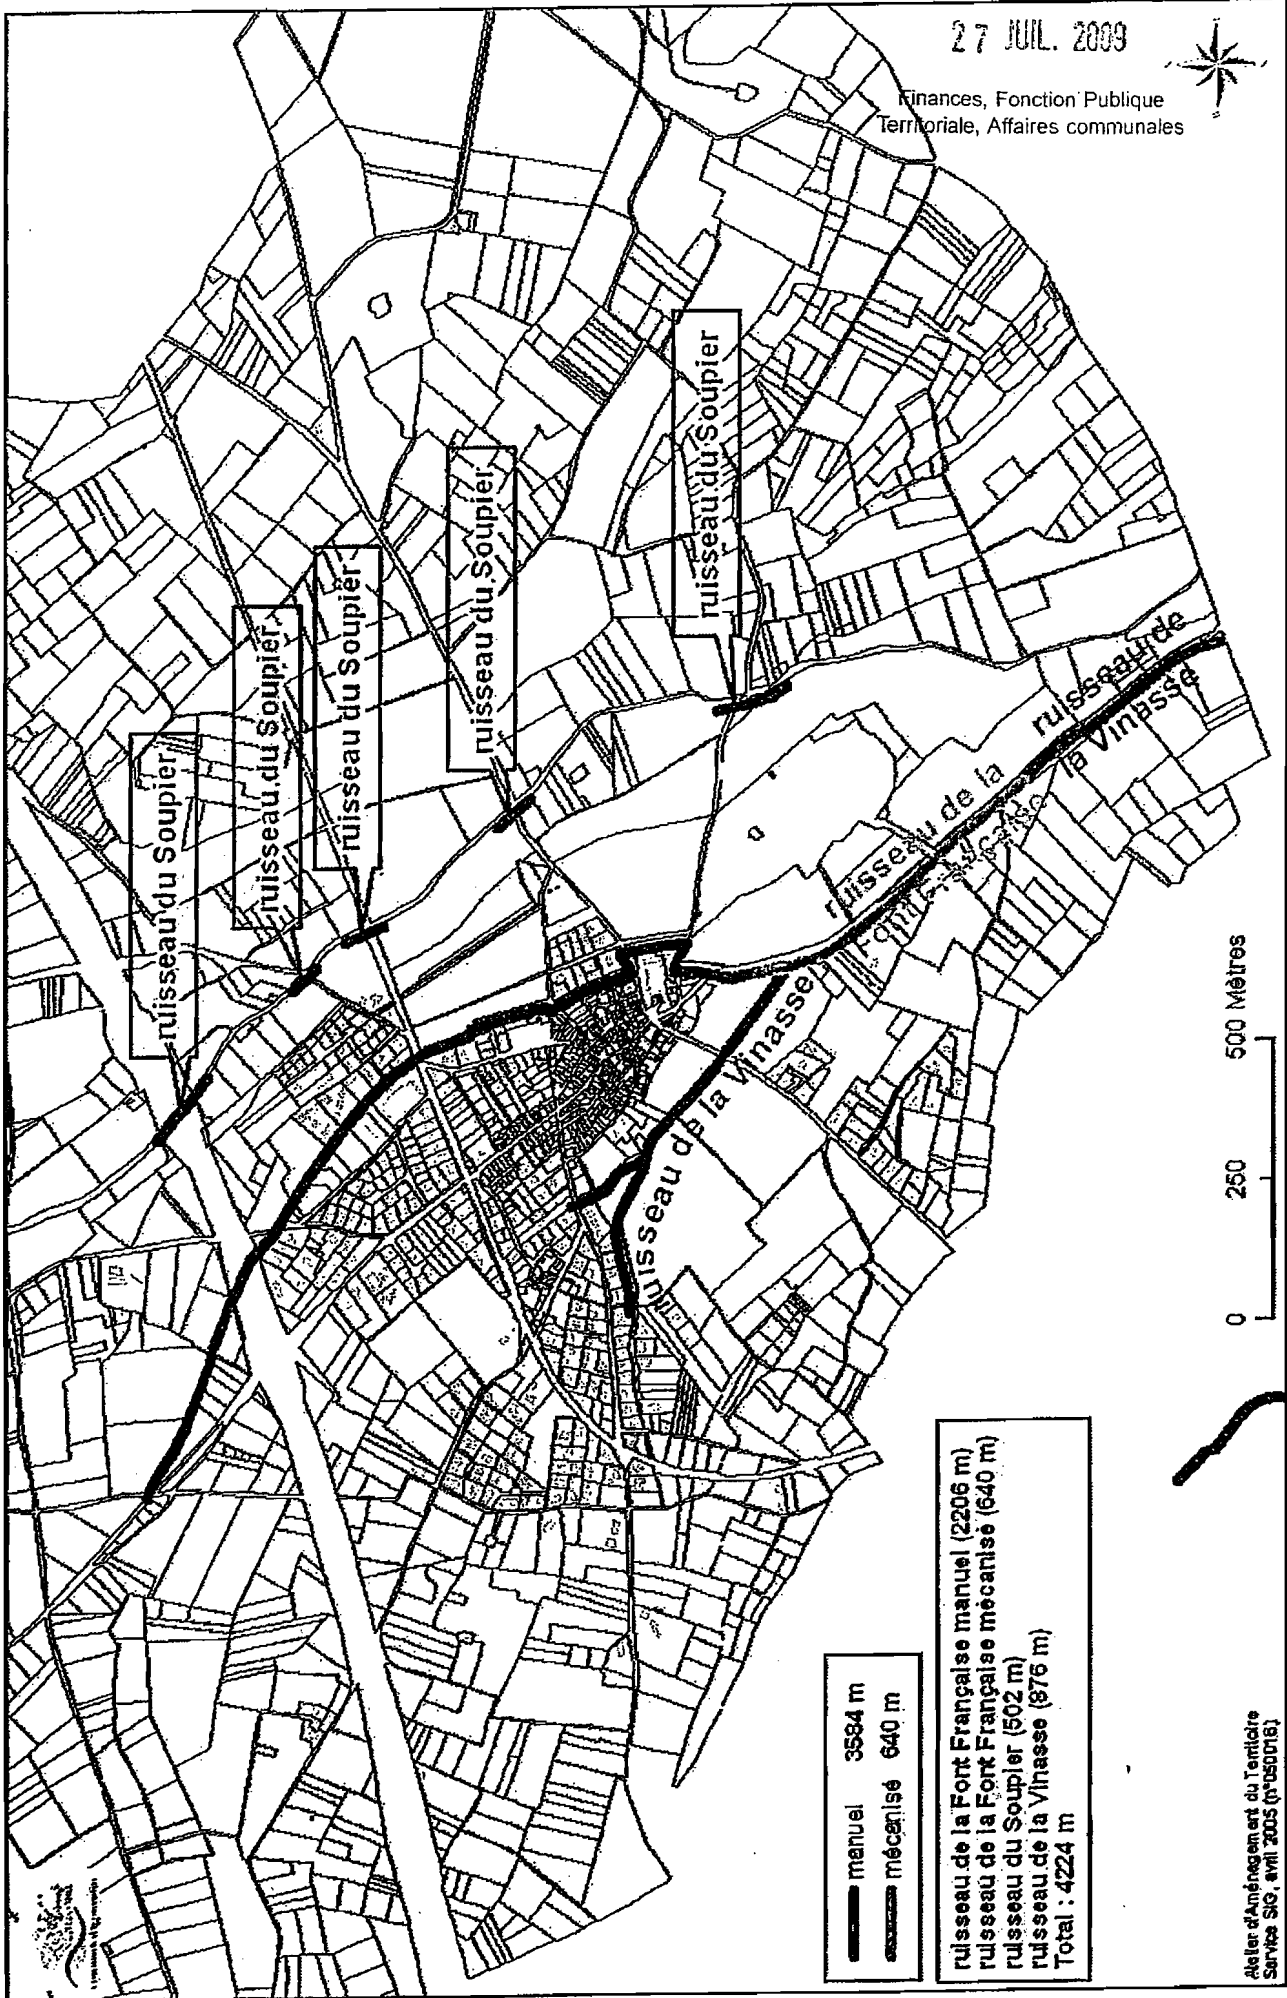 27 JUIL. 2009
Finances, Fonction Publique
Territoriale, Affaires communales
ruisseau du Soupier
ruisseau du Soupier
ruisseau du Soupier
ruisseau du Soupier
ruisseau du Soupier
ruisseau de
la Vinasse
ruisseau de la
Font Française
ruisseau de la Vinasse
manuel 3584 m
mécanisé 640 m
ruisseau de la Font Française manuel (2206 m)
ruisseau de la Font Française mécanisé (640 m)
ruisseau du Soupier (502 m)
ruisseau de la Vinasse (876 m)
Total : 4224 m
0 250 500 Mètres
Atelier d'Aménagement du Territoire
Service SIG, avril 2005 (n°050016)